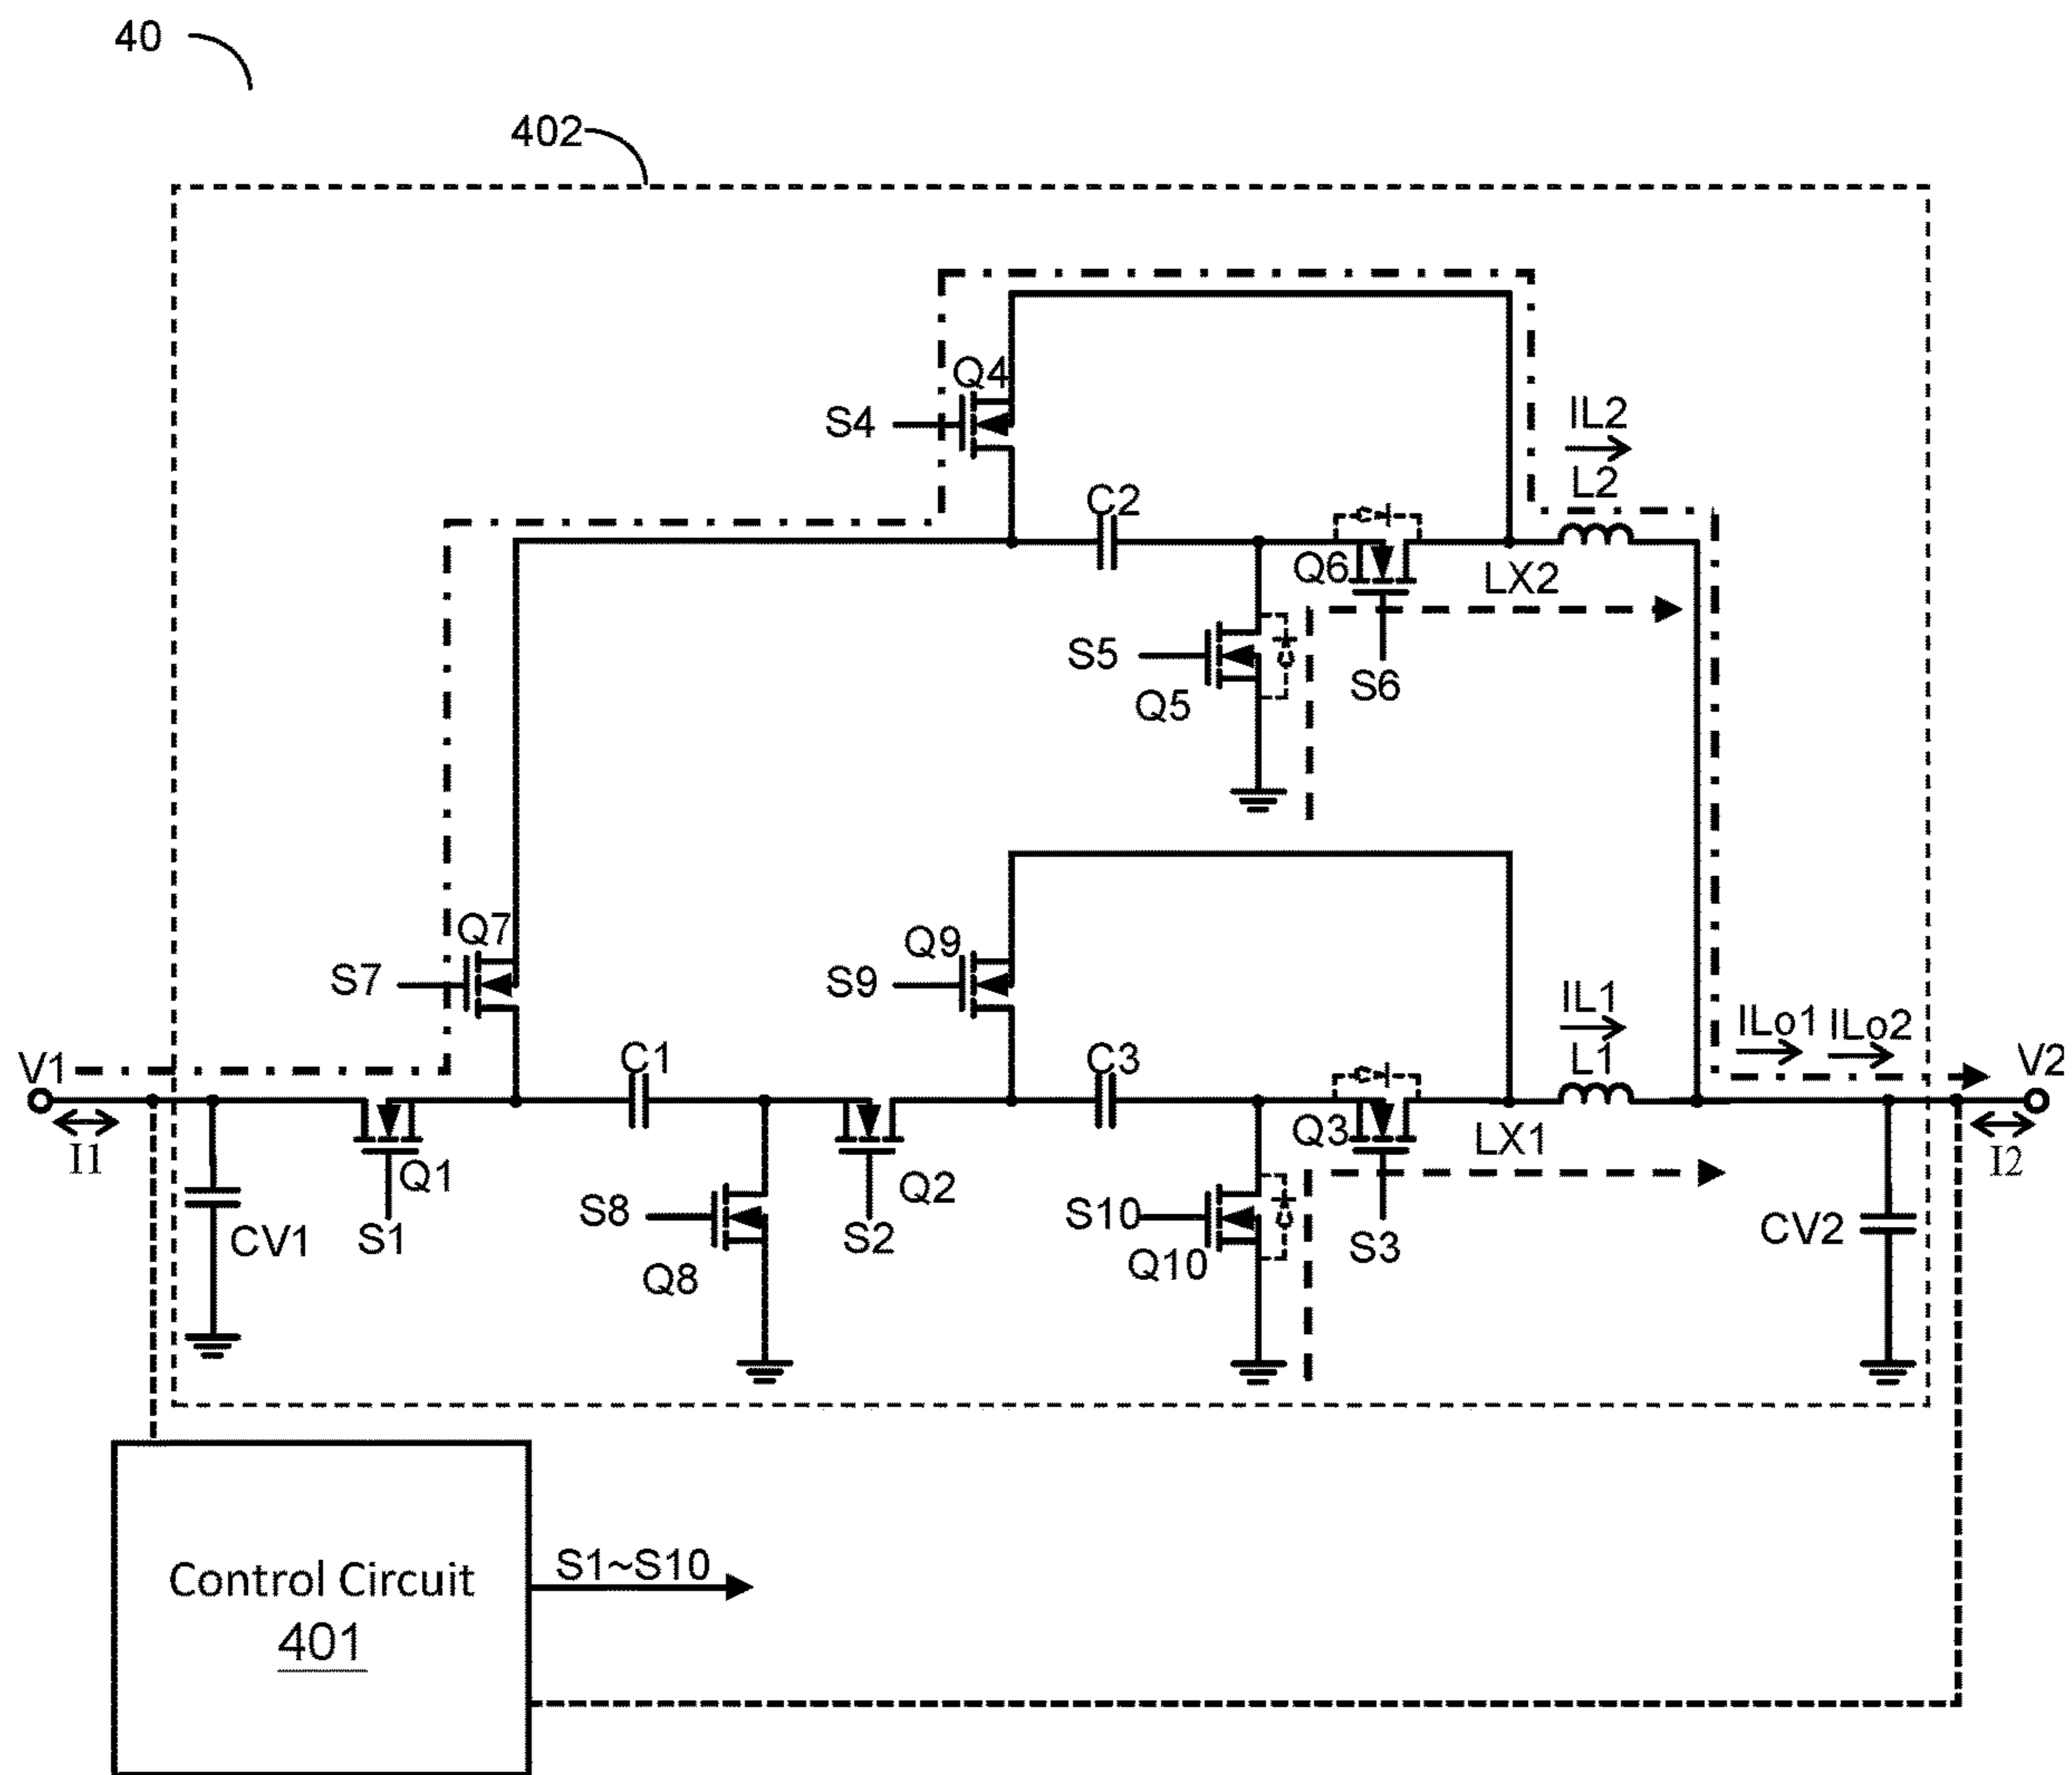 40
402
Q4
S4
IL2
L2
C2
Q6
LX2
S5
Q5
S6
Q7
S7
Q9
S9
IL1
L1
ILo1
ILo2
V1
I1
C1
C3
V2
I2
Q1
S1
CV1
S8
Q8
Q2
S2
S10
Q10
Q3
LX1
S3
CV2
Control Circuit
401
S1~S10